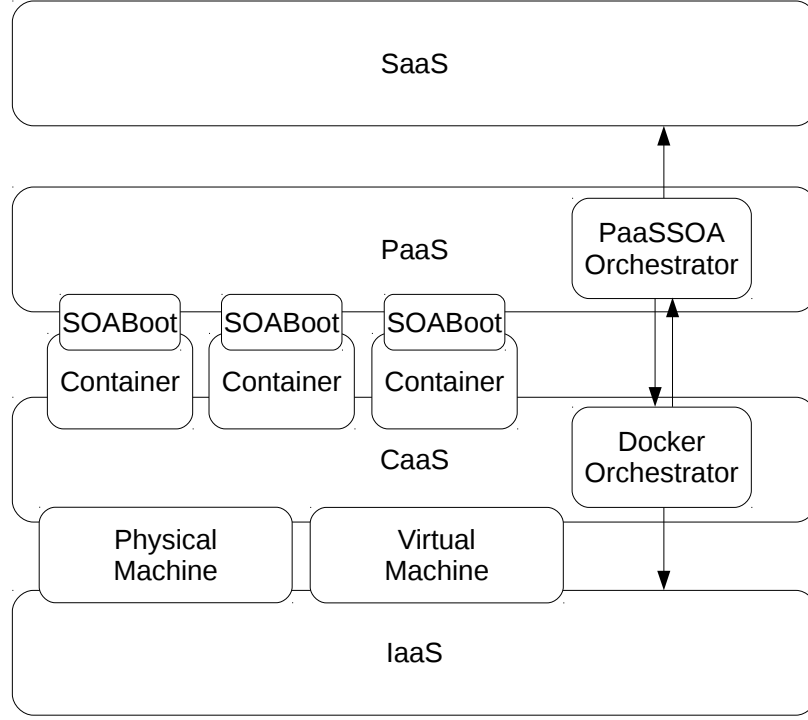 SaaS
PaaS
PaaSSOA
Orchestrator
SOABoot
SOABoot
SOABoot
Container
Container
Container
CaaS
Docker
Orchestrator
Physical
Machine
Virtual
Machine
IaaS